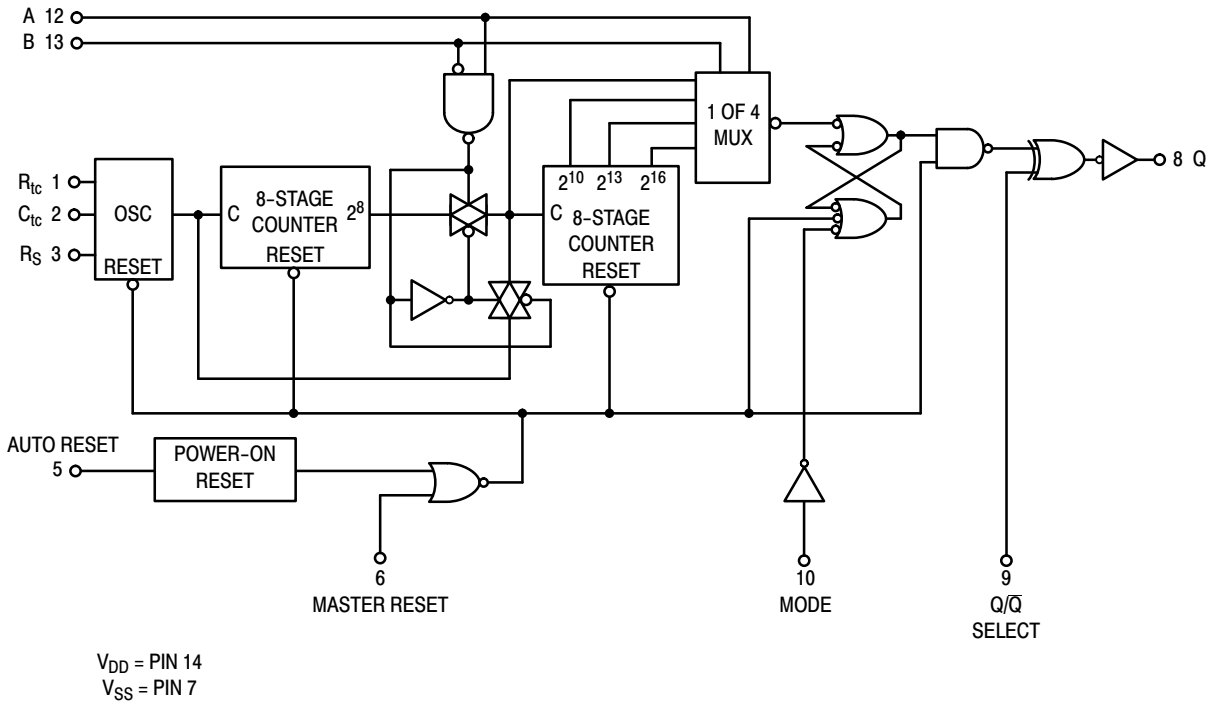 A 12
B 13
1 OF 4
MUX
8 Q
R_tc 1
C_tc 2
R_S 3
OSC
RESET
C
8-STAGE
COUNTER
RESET
2^8
2^10 2^13 2^16
C
8-STAGE
COUNTER
RESET
AUTO RESET
5
POWER-ON
RESET
6
MASTER RESET
10
MODE
9
Q/Q̅
SELECT
V_DD = PIN 14
V_SS = PIN 7